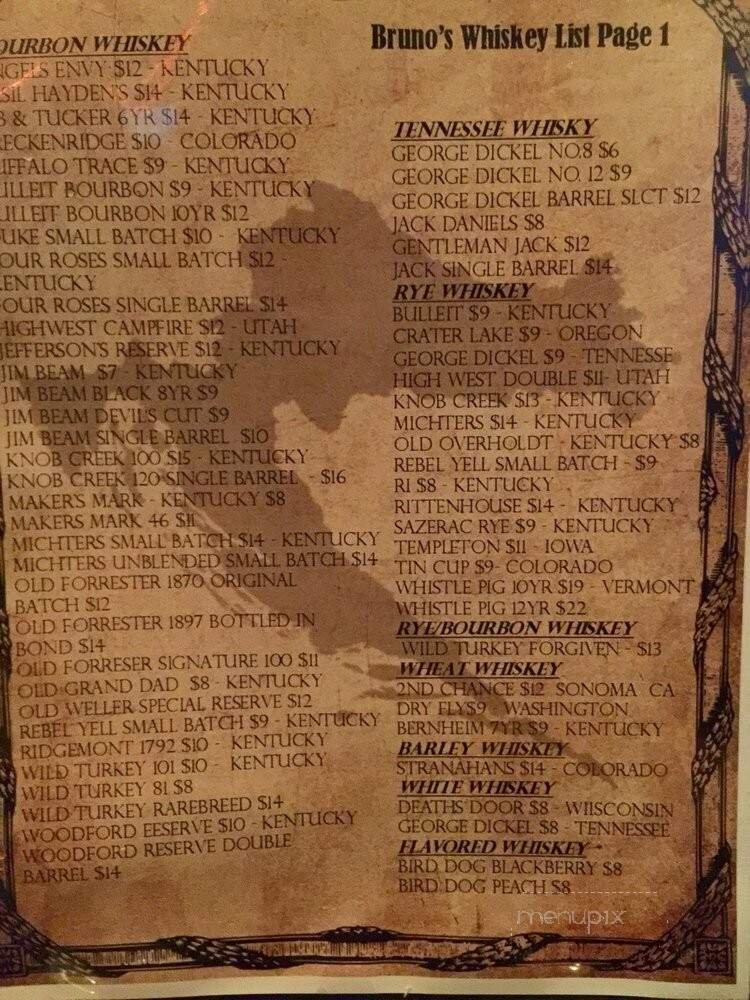 Bruno's Whiskey List Page 1
OURBON WHISKEY
NGELS ENVY $12 - KENTUCKY
SIL HAYDEN'S $14 - KENTUCKY
B & TUCKER 6YR $14 - KENTUCKY
RECKENRIDGE $10 - COLORADO
UFFALO TRACE $9 - KENTUCKY
ULLEIT BOURBON $9 - KENTUCKY
ULLEIT BOURBON 10YR $12
UKE SMALL BATCH $10 - KENTUCKY
OUR ROSES SMALL BATCH $12 -
KENTUCKY
FOUR ROSES SINGLE BARREL $14
HIGHWEST CAMPFIRE $12 - UTAH
JEFFERSON'S RESERVE $12 - KENTUCKY
JIM BEAM $7 - KENTUCKY
JIM BEAM BLACK 8YR $9
JIM BEAM DEVIL'S CUT $9
JIM BEAM SINGLE BARREL $10
KNOB CREEK 100 $15 - KENTUCKY
KNOB CREEK 120 SINGLE BARREL - $16
MAKER'S MARK - KENTUCKY $8
MAKERS MARK 46 $11
MICHTERS SMALL BATCH $14 - KENTUCKY
MICHTERS UNBLENDED SMALL BATCH $14
OLD FORRESTER 1870 ORIGINAL
BATCH $12
OLD FORRESTER 1897 BOTTLED IN
BOND $14
OLD FORRESER SIGNATURE 100 $11
OLD GRAND DAD $8 - KENTUCKY
OLD WELLER SPECIAL RESERVE $12
REBEL YELL SMALL BATCH $9 - KENTUCKY
RIDGEMONT 1792 $10 - KENTUCKY
WILD TURKEY 101 $10 - KENTUCKY
WILD TURKEY 81 $8
WILD TURKEY RAREBREED $14
WOODFORD EESERVE $10 - KENTUCKY
WOODFORD RESERVE DOUBLE
BARREL $14
TENNESSEE WHISKY
GEORGE DICKEL NO.8 $6
GEORGE DICKEL NO. 12 $9
GEORGE DICKEL BARREL SLCT $12
JACK DANIELS $8
GENTLEMAN JACK $12
JACK SINGLE BARREL $14
RYE WHISKEY
BULLEIT $9 - KENTUCKY
CRATER LAKE $9 - OREGON
GEORGE DICKEL $9 - TENNESSE
HIGH WEST DOUBLE $11- UTAH
KNOB CREEK $13 - KENTUCKY
MICHTERS $14 - KENTUCKY
OLD OVERHOLDT - KENTUCKY $8
REBEL YELL SMALL BATCH - $9
RI $8 - KENTUCKY
RITTENHOUSE $14 - KENTUCKY
SAZERAC RYE $9 - KENTUCKY
TEMPLETON $11 - IOWA
TIN CUP $9- COLORADO
WHISTLE PIG 10YR $19 - VERMONT
WHISTLE PIG 12YR $22
RYE/BOURBON WHISKEY
WILD TURKEY FORGIVEN - $13
WHEAT WHISKEY
2ND CHANCE $12 SONOMA CA
DRY FLY$9 - WASHINGTON
BERNHEIM 7YR $9 - KENTUCKY
BARLEY WHISKEY
STRANAHANS $14 - COLORADO
WHITE WHISKEY
DEATHS DOOR $8 - WIISCONSIN
GEORGE DICKEL $8 - TENNESSEE
FLAVORED WHISKEY
BIRD DOG BLACKBERRY $8
BIRD DOG PEACH $8
menupix